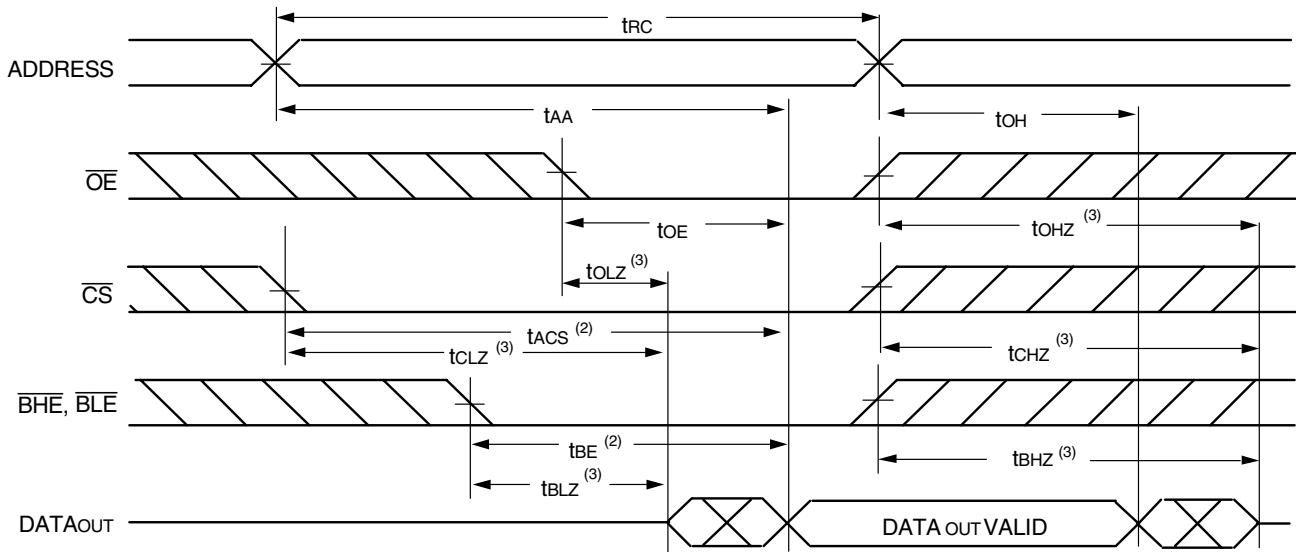 tRC
ADDRESS
tAA
tOH
OE
tOE
tOHZ (3)
tOLZ (3)
CS
tACS (2)
tCLZ (3)
tCHZ (3)
BHE, BLE
tBE (2)
tBHZ (3)
tBLZ (3)
DATAOUT
DATA OUT VALID